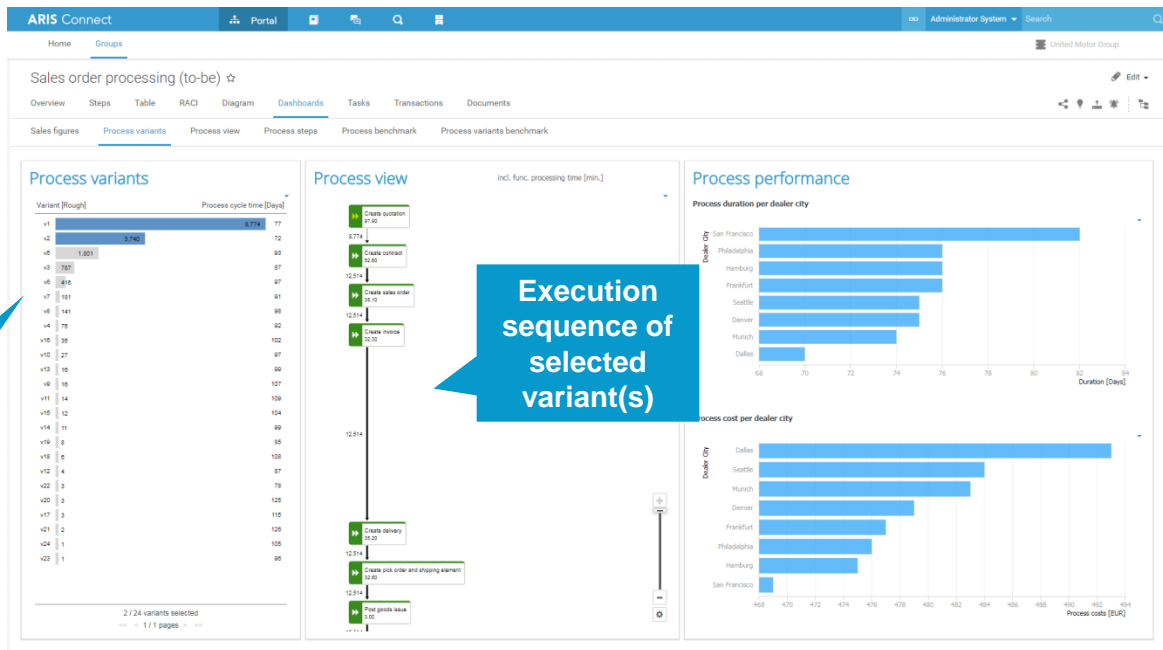 ARIS Connect
Portal
Administrator System
Search
Home
Groups
United Motor Group
Sales order processing (to-be)
Edit
Overview
Steps
Table
RACI
Diagram
Dashboards
Tasks
Transactions
Documents
Sales figures
Process variants
Process view
Process steps
Process benchmark
Process variants benchmark
Process variants
Variant [Rough]
Process cycle time [Days]
v1 8,774 77
v2 3,740 72
1,801 93
v3 787 87
416 97
v7 181 91
141 98
v4 75 92
v16 38 102
v10 27 97
v13 16 99
v9 16 107
v11 14 109
v15 12 104
v14 11 99
v19 8 85
v18 6 108
v12 4 87
v22 3 79
v20 3 125
v17 3 115
v21 2 126
v24 1 105
v23 1 96
2 / 24 variants selected
<< < 1 / 1 pages > >>
Process view
incl. func. processing time [min.]
Create quotation
97.90
8,774
Create contract
52.60
12,514
Create sales order
35.10
12,514
Create invoice
32.30
12,514
Create delivery
35.20
12,514
Create pick order and shipping element
32.60
12,514
Post goods issue
3.00
Execution
sequence of
selected
variant(s)
Process performance
Process duration per dealer city
Dealer City
San Francisco
Philadelphia
Hamburg
Frankfurt
Seattle
Denver
Munich
Dallas
68 70 72 74 76 78 80 82 84
Duration [Days]
rocess cost per dealer city
Dealer City
Dallas
Seattle
Munich
Denver
Frankfurt
Philadelphia
Hamburg
San Francisco
468 470 472 474 476 478 480 482 484 486 488 490 492 494
Process costs [EUR]